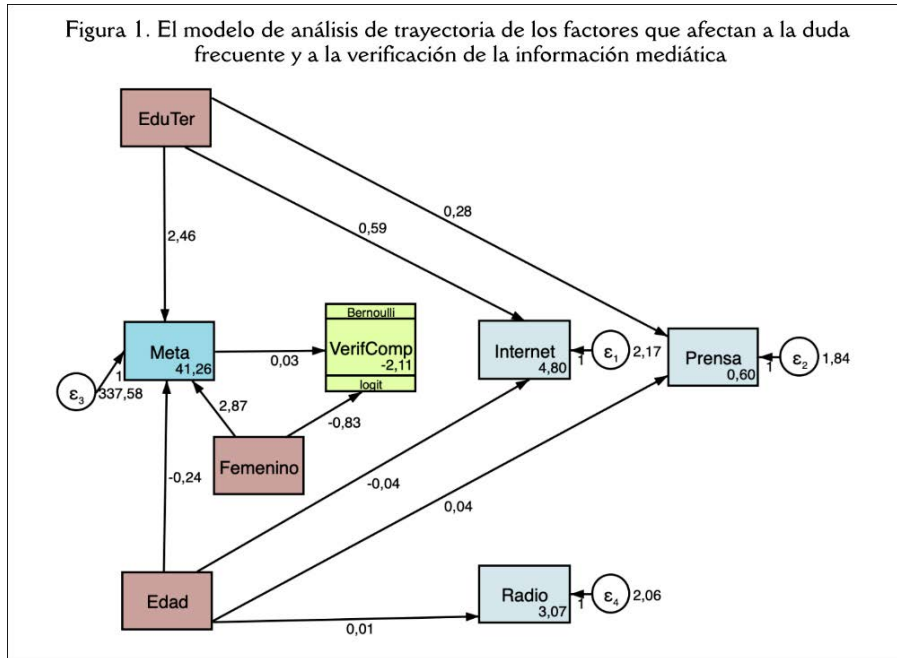 Figura 1. El modelo de análisis de trayectoria de los factores que afectan a la duda
frecuente y a la verificación de la información mediática
EduTer
0,28
0,59
2,46
Bernoulli
Meta
41,26
0,03
VerifComp
-2,11
logit
Internet
4,80
1
ε1
2,17
Prensa
0,60
1
ε2
1,84
1
ε3
337,58
2,87
-0,83
Femenino
-0,24
-0,04
0,04
Edad
0,01
Radio
3,07
1
ε4
2,06